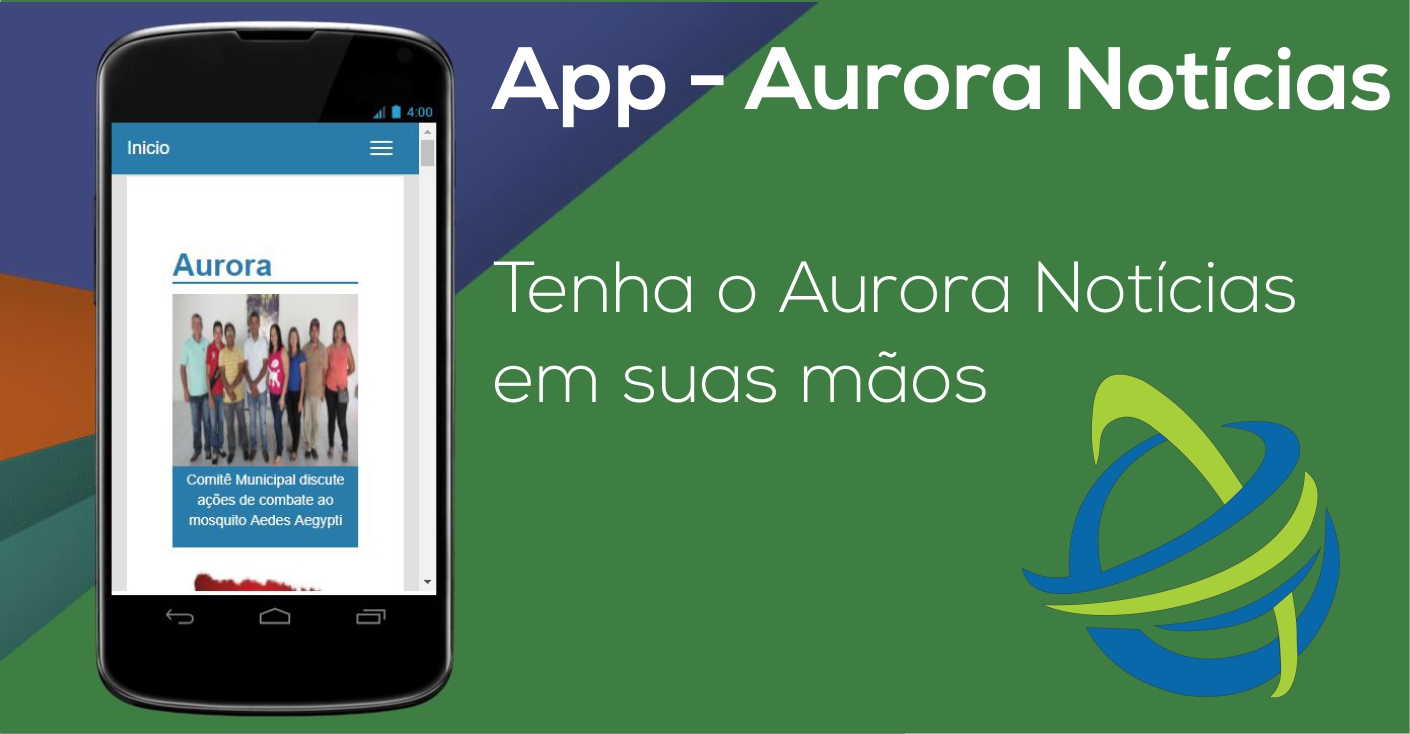 App - Aurora Notícias
4:00
Inicio
Aurora
Tenha o Aurora Notícias
em suas mãos
Comitê Municipal discute
ações de combate ao
mosquito Aedes Aegypti